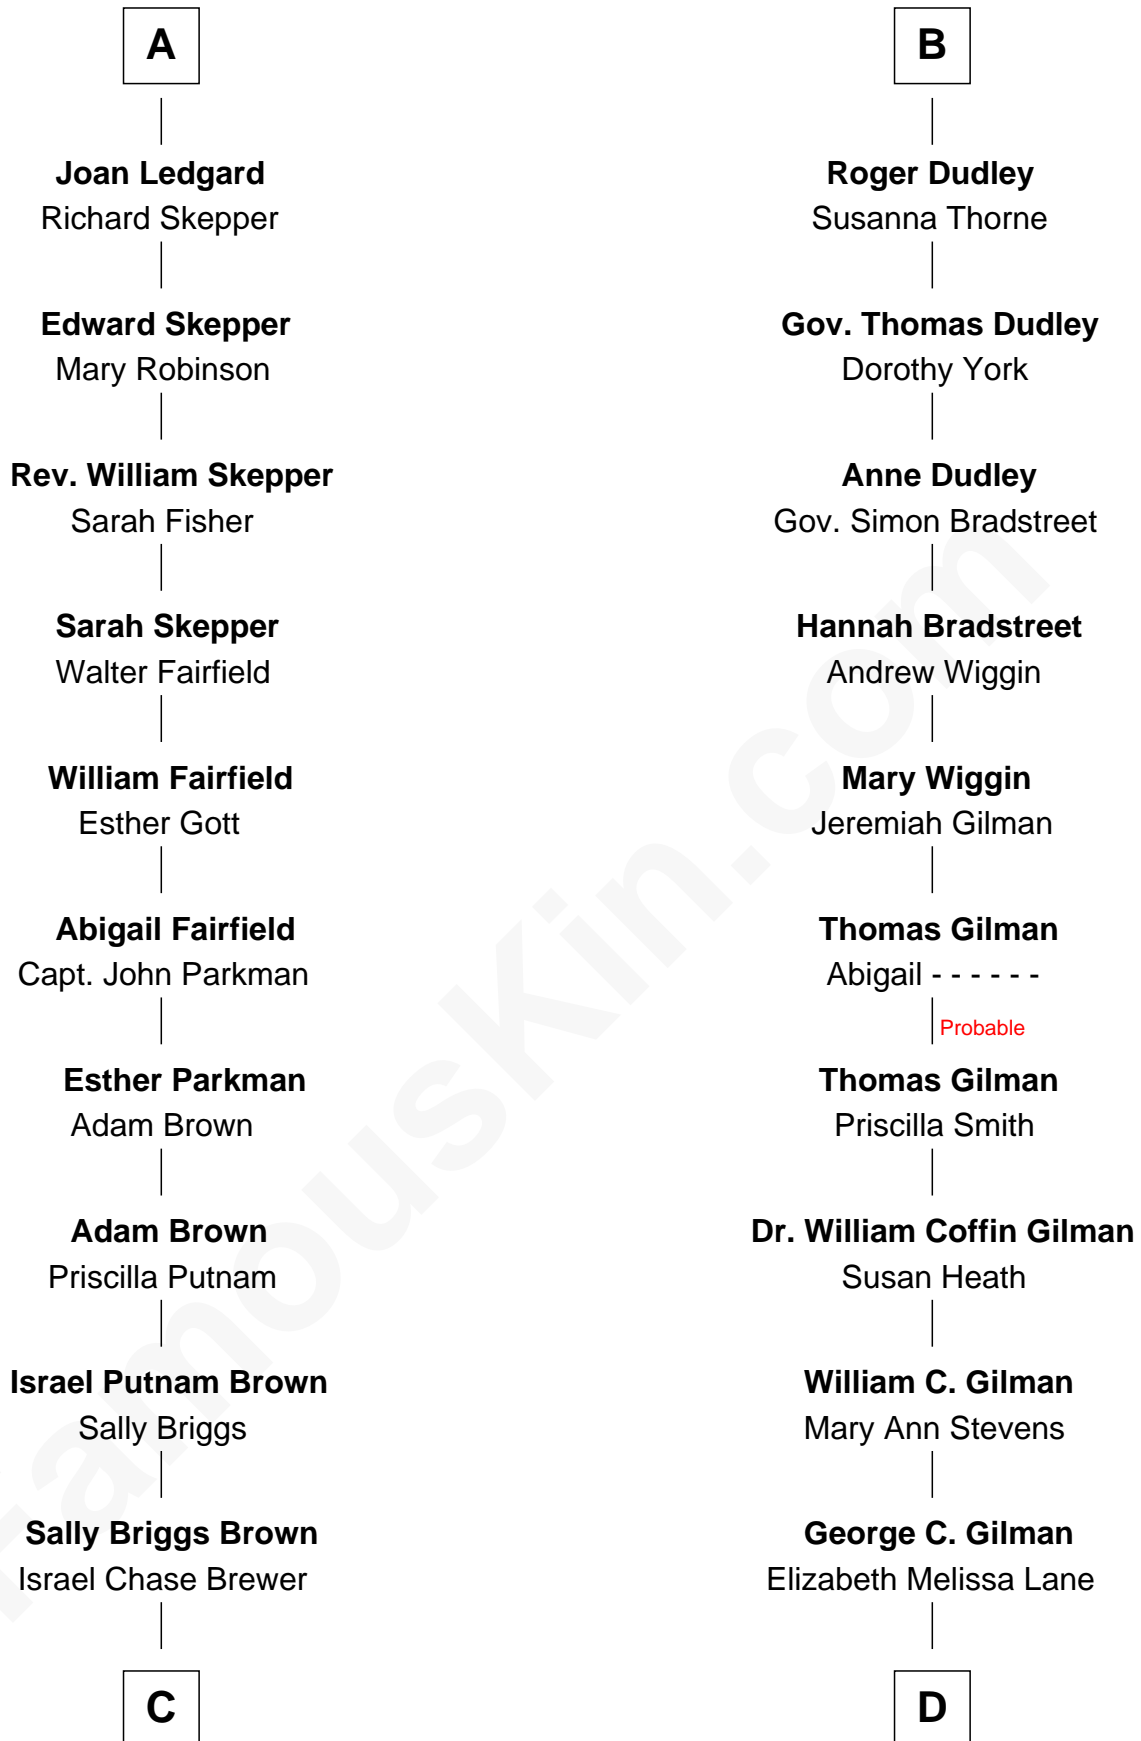 A
Joan Ledgard
Richard Skepper
Edward Skepper
Mary Robinson
Rev. William Skepper
Sarah Fisher
Sarah Skepper
Walter Fairfield
William Fairfield
Esther Gott
Abigail Fairfield
Capt. John Parkman
Esther Parkman
Adam Brown
Adam Brown
Priscilla Putnam
Israel Putnam Brown
Sally Briggs
Sally Briggs Brown
Israel Chase Brewer
C
B
Roger Dudley
Susanna Thorne
Gov. Thomas Dudley
Dorothy York
Anne Dudley
Gov. Simon Bradstreet
Hannah Bradstreet
Andrew Wiggin
Mary Wiggin
Jeremiah Gilman
Thomas Gilman
Abigail - - - - - -
Probable
Thomas Gilman
Priscilla Smith
Dr. William Coffin Gilman
Susan Heath
William C. Gilman
Mary Ann Stevens
George C. Gilman
Elizabeth Melissa Lane
D
FamousKin.com